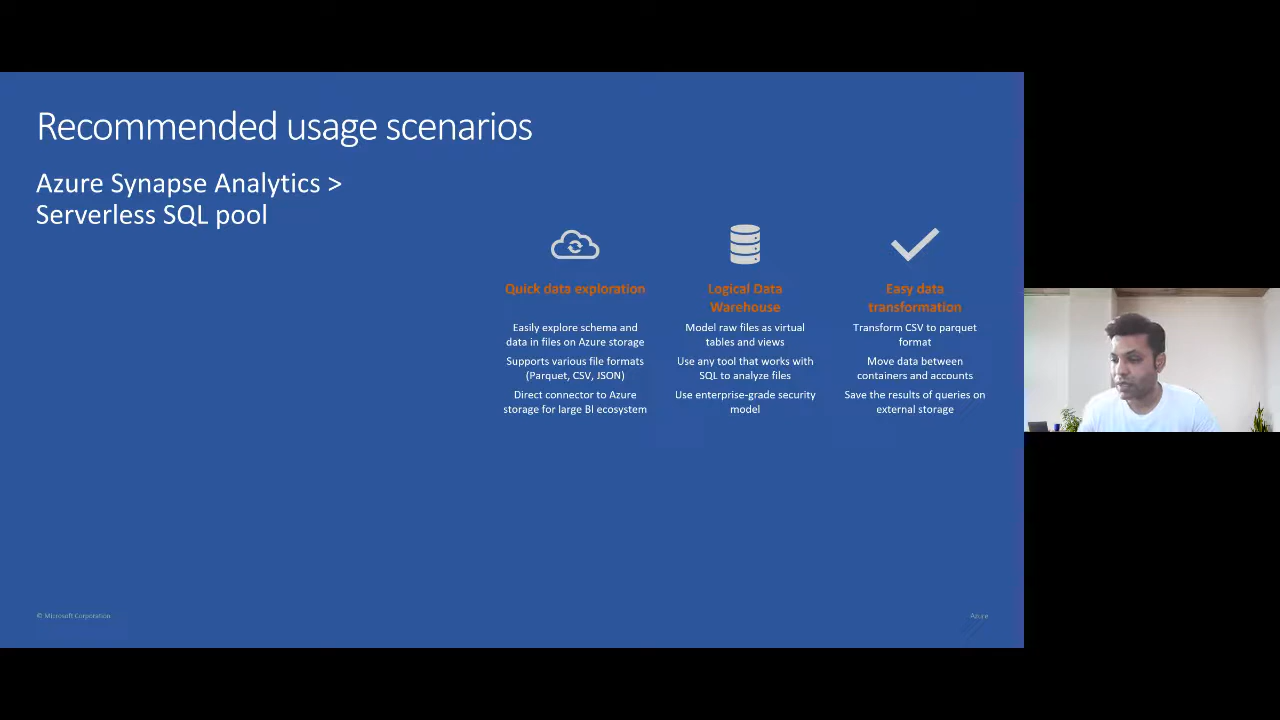 Recommended usage scenarios
Azure Synapse Analytics >
Serverless SQL pool
Quick data exploration
Easily explore schema and
data in files on Azure storage
Supports various file formats
(Parquet, CSV, JSON)
Direct connector to Azure
storage for large BI ecosystem
Logical Data
Warehouse
Model raw files as virtual
tables and views
Use any tool that works with
SQL to analyze files
Use enterprise-grade security
model
Easy data
transformation
Transform CSV to parquet
format
Move data between
containers and accounts
Save the results of queries on
external storage
© Microsoft Corporation
Azure